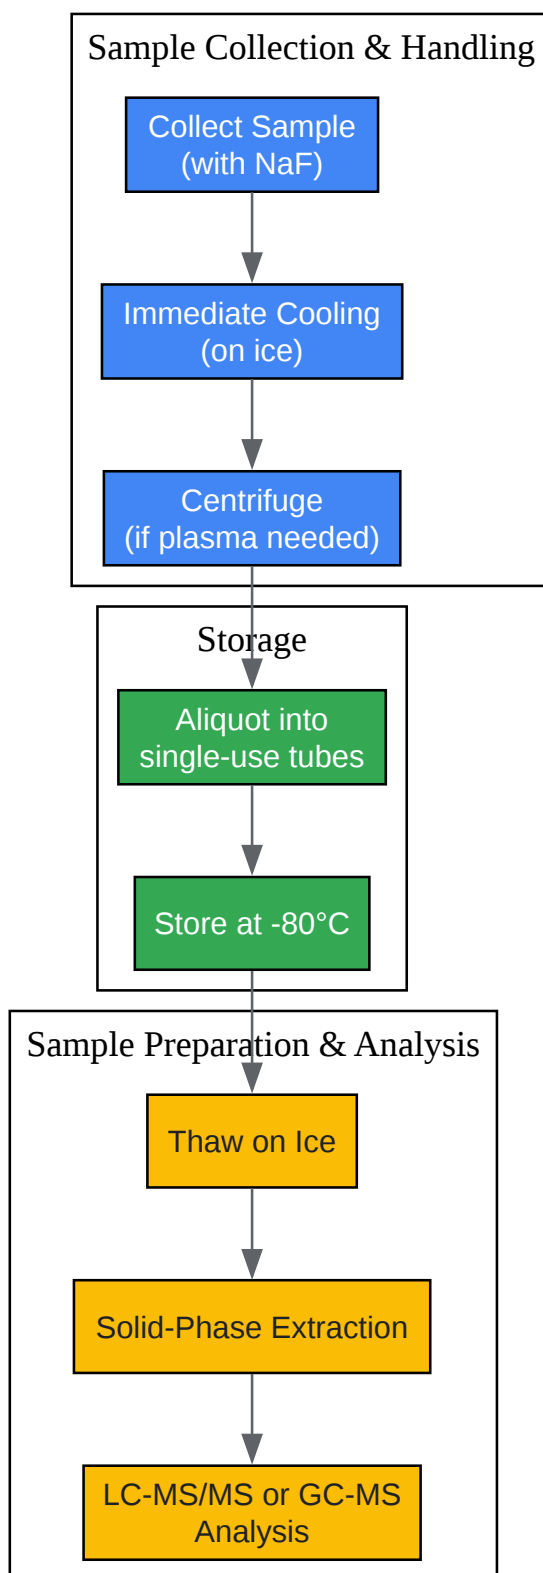 Sample Collection & Handling
Collect Sample
(with NaF)
Immediate Cooling
(on ice)
Centrifuge
(if plasma needed)
Storage
Aliquot into
single-use tubes
Store at -80°C
Sample Preparation & Analysis
Thaw on Ice
Solid-Phase Extraction
LC-MS/MS or GC-MS
Analysis